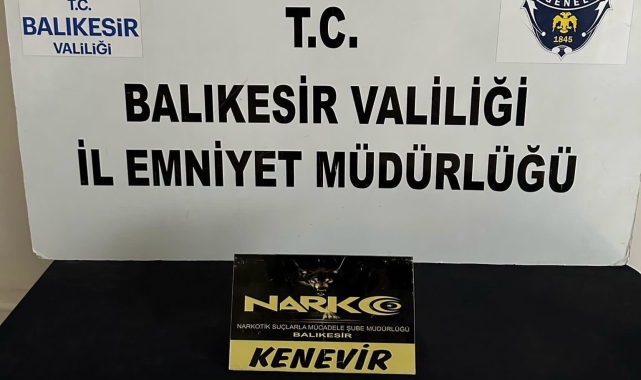 T.C.
BALIKESİR
VALİLİĞİ
GENEL
1845
T.C.
BALIKESİR VALİLİĞİ
İL EMNİYET MÜDÜRLÜĞÜ
NARKO
NARKOTİK SUÇLARLA MÜCADELE ŞUBE MÜDÜRLÜĞÜ
BALIKESİR
KENEVİR